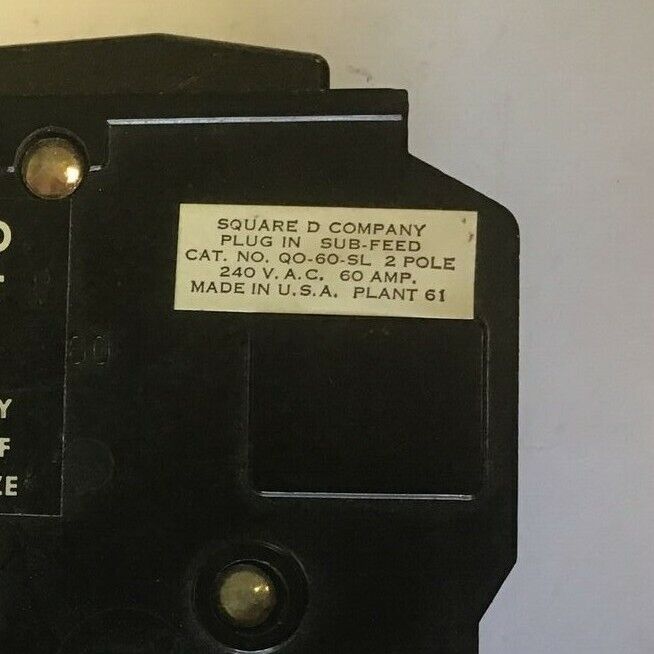 SQUARE D COMPANY
PLUG IN SUB-FEED
CAT. NO. QO-60-SL 2 POLE
240 V. A.C. 60 AMP.
MADE IN U.S.A. PLANT 61